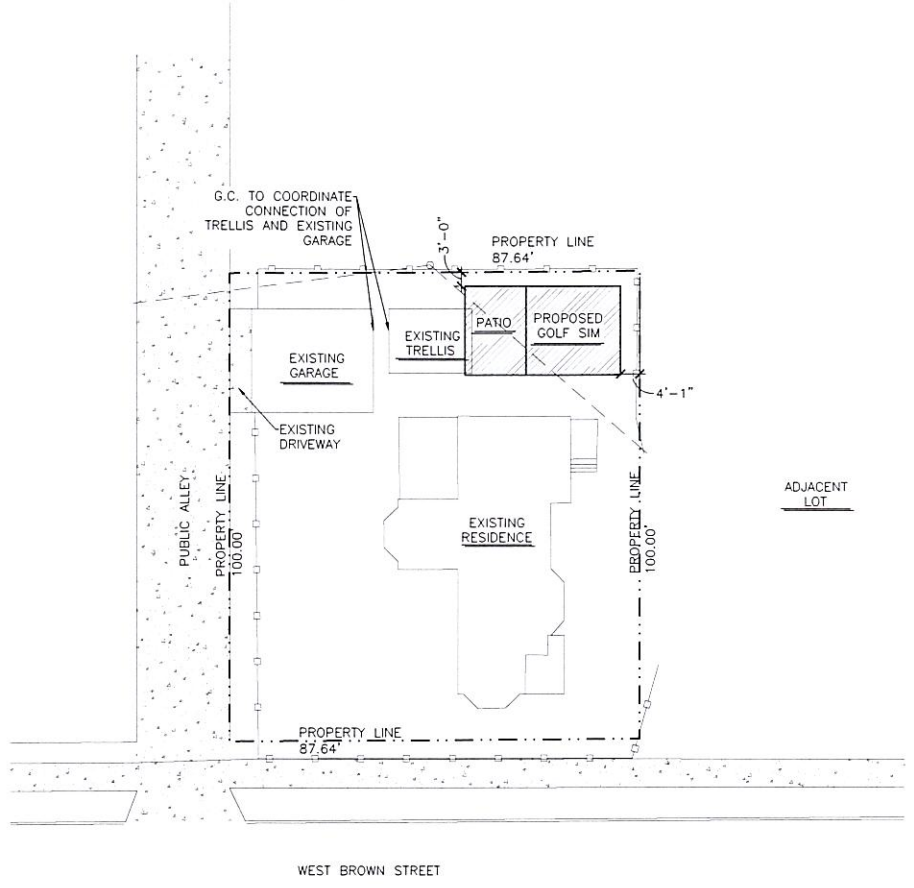 G.C. TO COORDINATE
CONNECTION OF
TRELLIS AND EXISTING
GARAGE
3'-0"
PROPERTY LINE
87.64'
PATIO
PROPOSED
GOLF SIM
EXISTING
TRELLIS
EXISTING
GARAGE
4'-1"
EXISTING
DRIVEWAY
PUBLIC ALLEY
PROPERTY LINE
100.00'
EXISTING
RESIDENCE
PROPERTY LINE
100.00'
ADJACENT
LOT
PROPERTY LINE
87.64'
WEST BROWN STREET